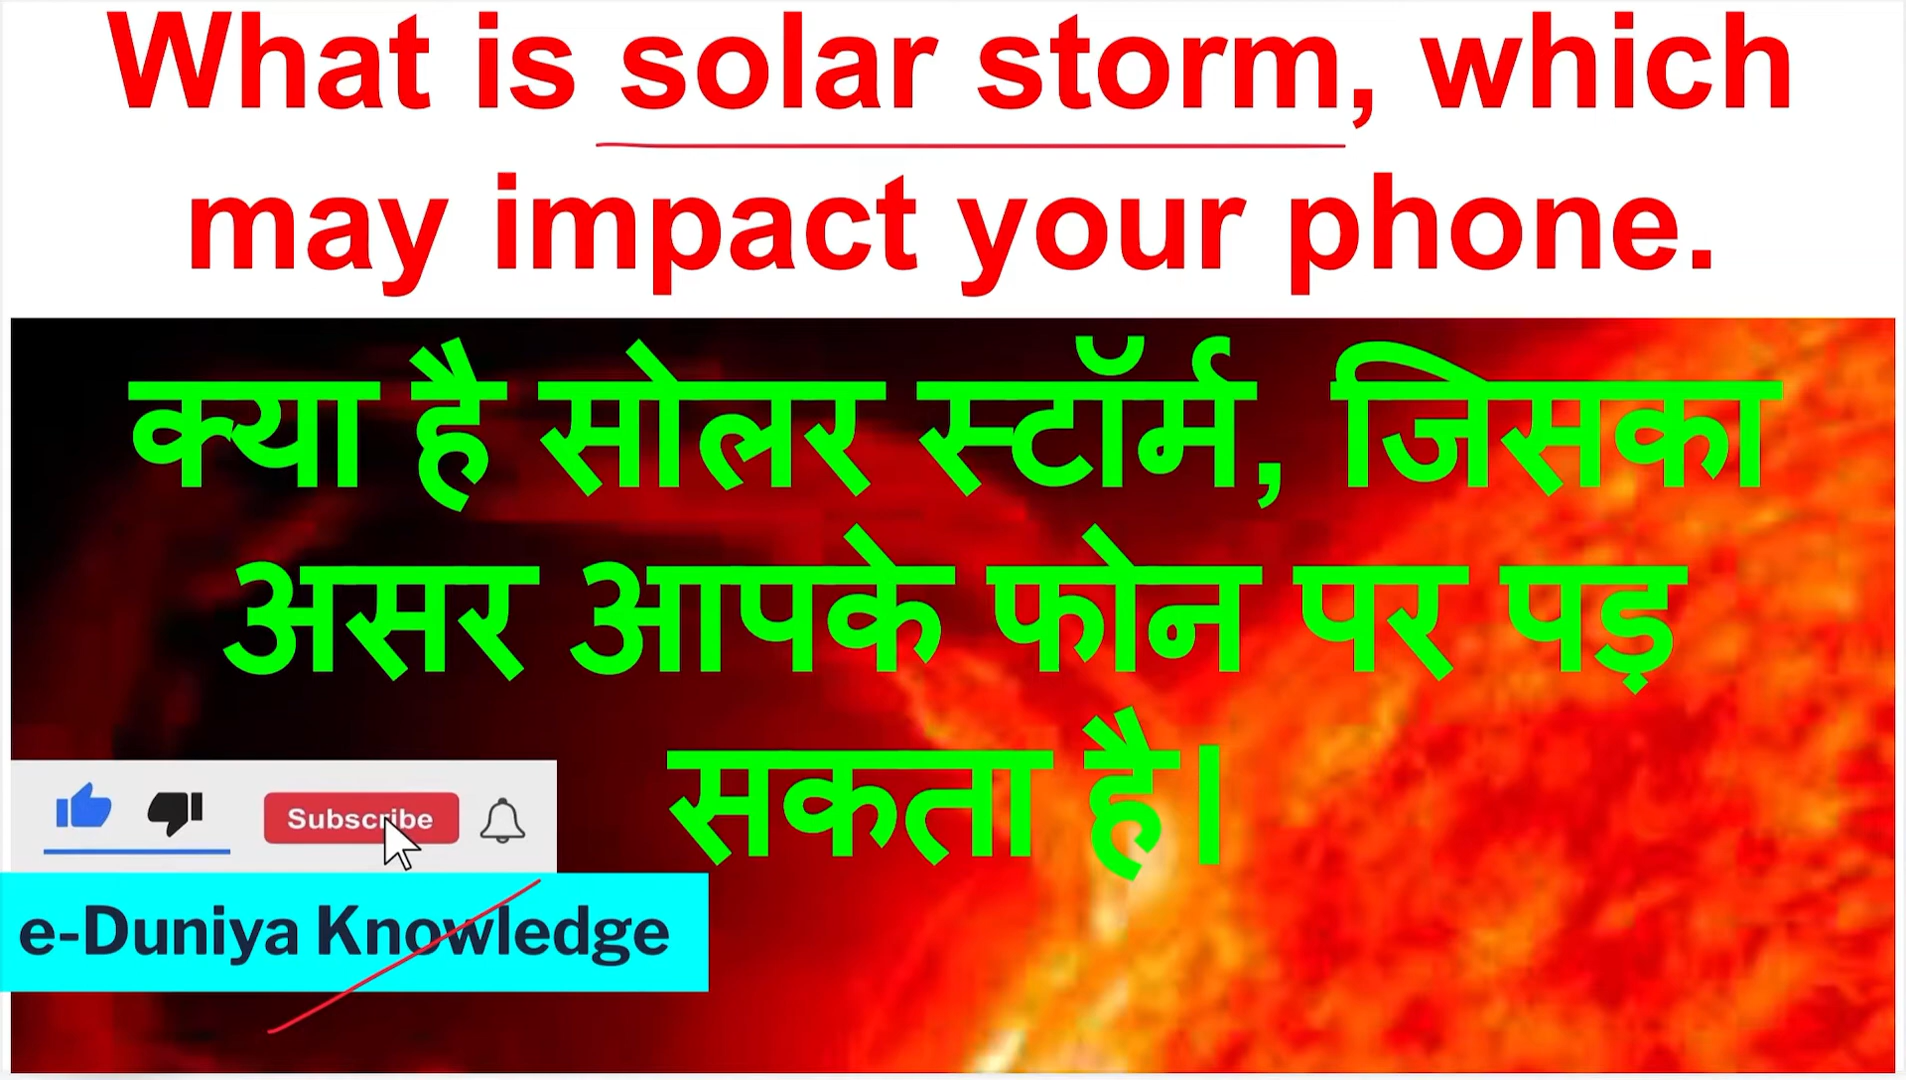 What is solar storm, which
may impact your phone.
क्या है सोलर स्टॉर्म, जिसका
असर आपके फोन पर पड़
सकता है।
Subscribe
e-Duniya Knowledge